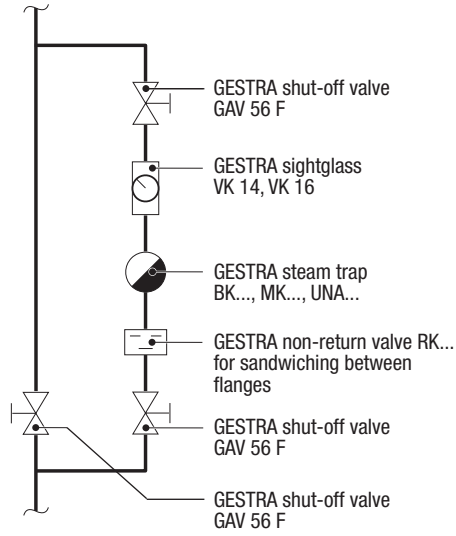 GESTRA shut-off valve
GAV 56 F
GESTRA sightglass
VK 14, VK 16
GESTRA steam trap
BK..., MK..., UNA...
GESTRA non-return valve RK...
for sandwiching between
flanges
GESTRA shut-off valve
GAV 56 F
GESTRA shut-off valve
GAV 56 F